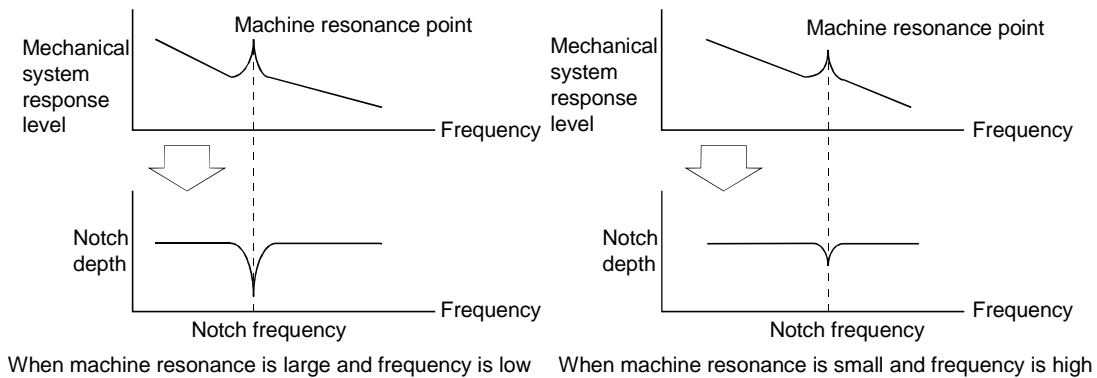 Machine resonance point
Mechanical
system
response
level
Frequency
Notch
depth
Frequency
Notch frequency
When machine resonance is large and frequency is low
Machine resonance point
Mechanical
system
response
level
Frequency
Notch
depth
Frequency
Notch frequency
When machine resonance is small and frequency is high